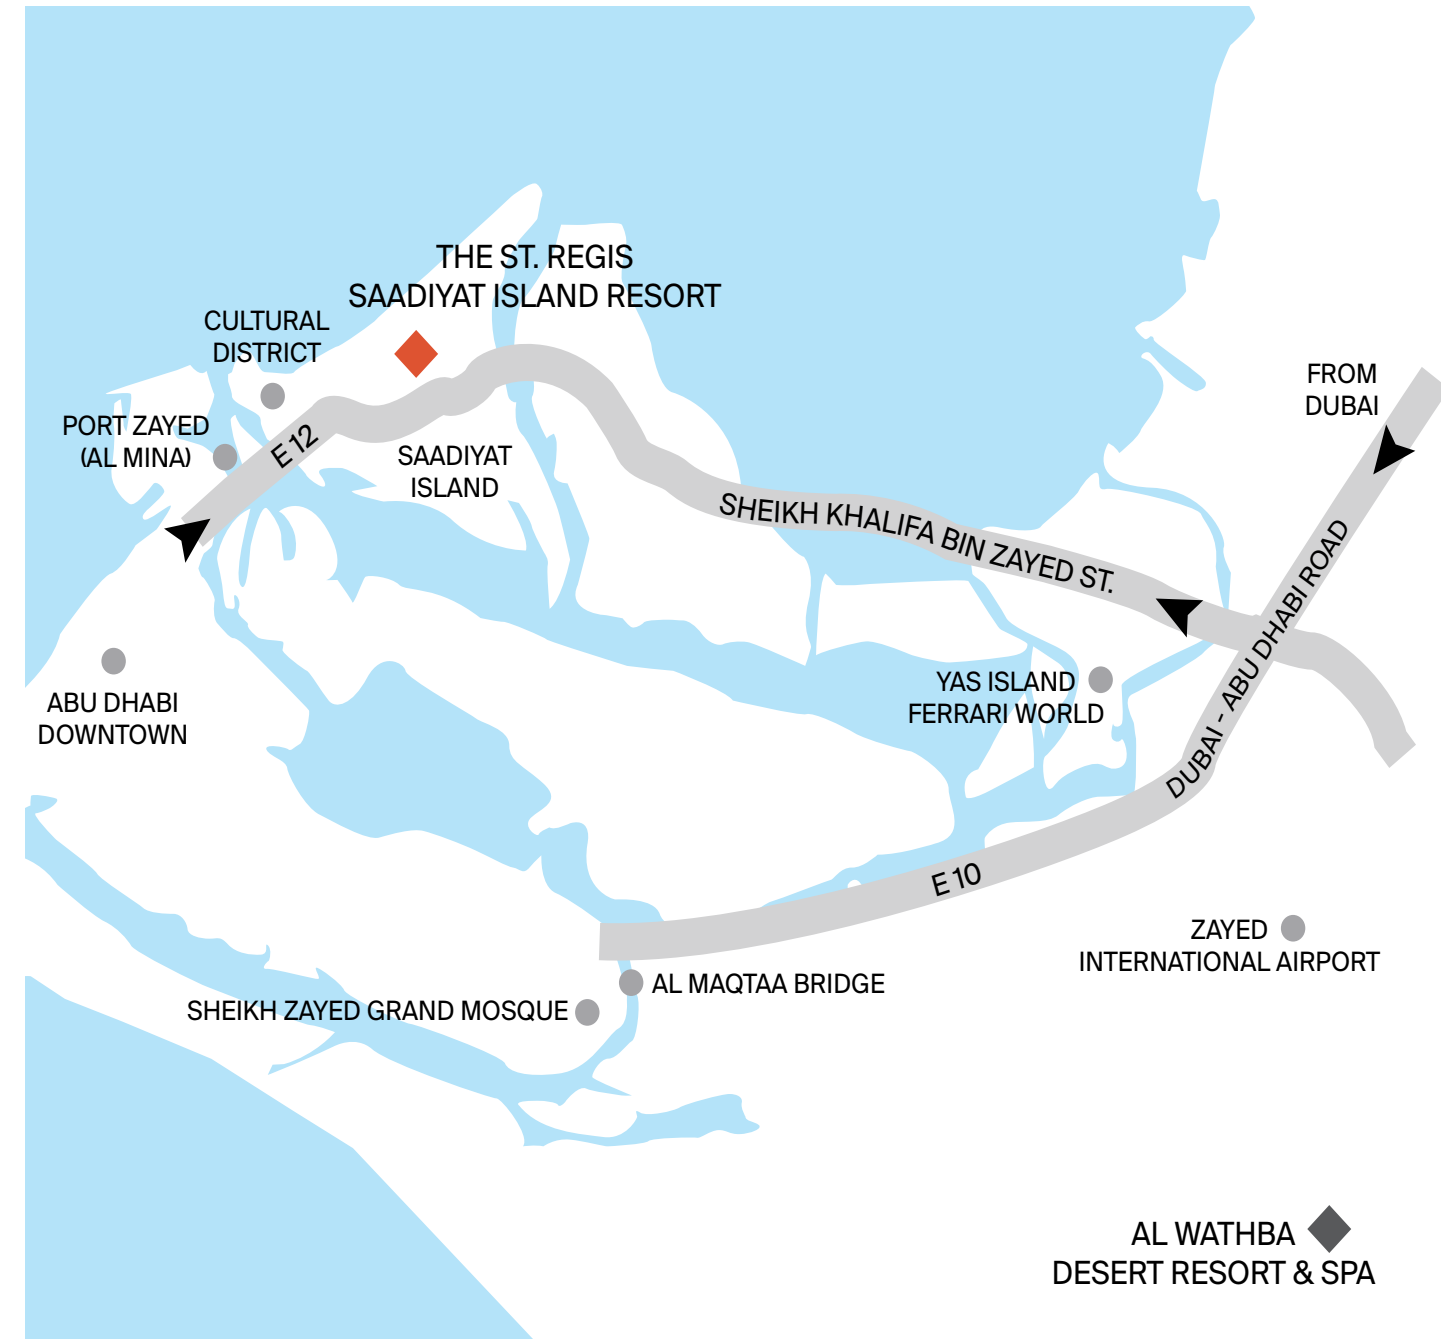 THE ST. REGIS
SAADIYAT ISLAND RESORT
CULTURAL
DISTRICT
FROM
DUBAI
PORT ZAYED
(AL MINA)
E 12
SAADIYAT
ISLAND
SHEIKH KHALIFA BIN ZAYED ST.
DUBAI - ABU DHABI ROAD
YAS ISLAND
FERRARI WORLD
ABU DHABI
DOWNTOWN
E 10
ZAYED
INTERNATIONAL AIRPORT
AL MAQTAA BRIDGE
SHEIKH ZAYED GRAND MOSQUE
AL WATHBA
DESERT RESORT & SPA